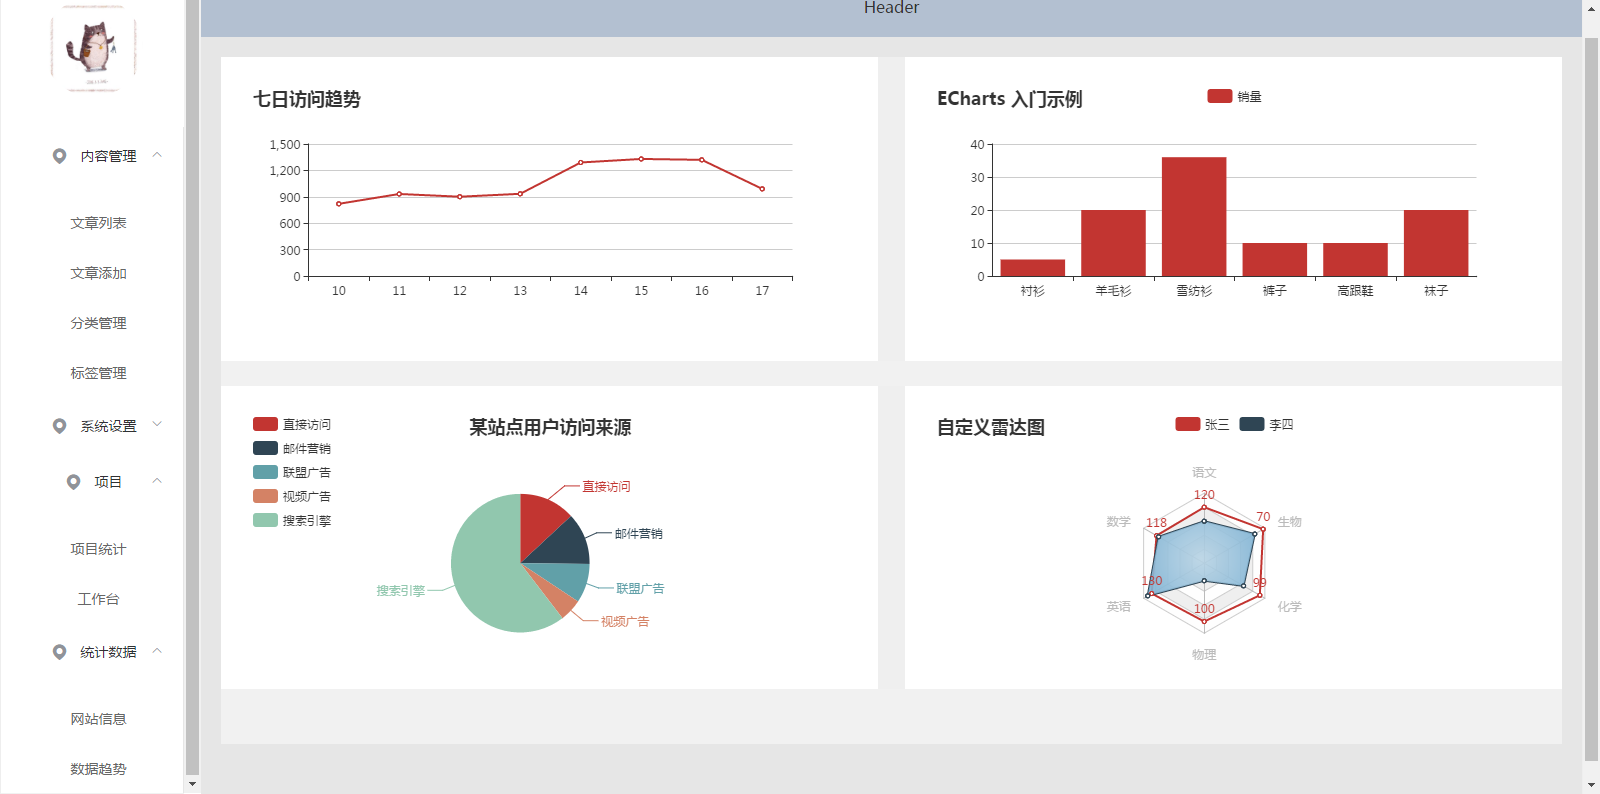 Header
内容管理
文章列表
文章添加
分类管理
标签管理
系统设置
项目
项目统计
工作台
统计数据
网站信息
数据趋势
七日访问趋势
1,500
1,200
900
600
300
0
10 11 12 13 14 15 16 17
ECharts 入门示例
销量
40
30
20
10
0
衬衫 羊毛衫 雪纺衫 裤子 高跟鞋 袜子
直接访问
邮件营销
联盟广告
视频广告
搜索引擎
某站点用户访问来源
直接访问
邮件营销
联盟广告
视频广告
搜索引擎
自定义雷达图
张三 李四
语文
120
数学 118 70 生物
130 99
英语 100 化学
物理